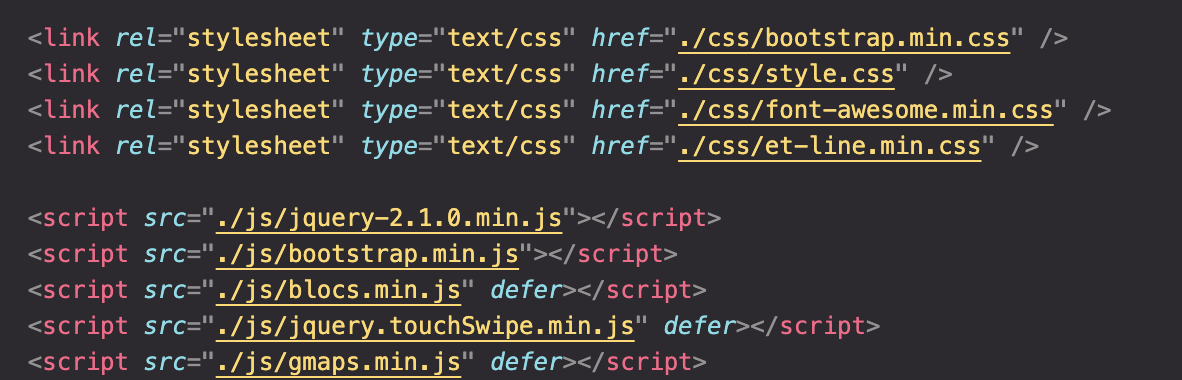 <link rel="stylesheet" type="text/css" href="./css/bootstrap.min.css" />
<link rel="stylesheet" type="text/css" href="./css/style.css" />
<link rel="stylesheet" type="text/css" href="./css/font-awesome.min.css" />
<link rel="stylesheet" type="text/css" href="./css/et-line.min.css" />

<script src="./js/jquery-2.1.0.min.js"></script>
<script src="./js/bootstrap.min.js"></script>
<script src="./js/blocs.min.js" defer></script>
<script src="./js/jquery.touchSwipe.min.js" defer></script>
<script src="./js/gmaps.min.js" defer></script>